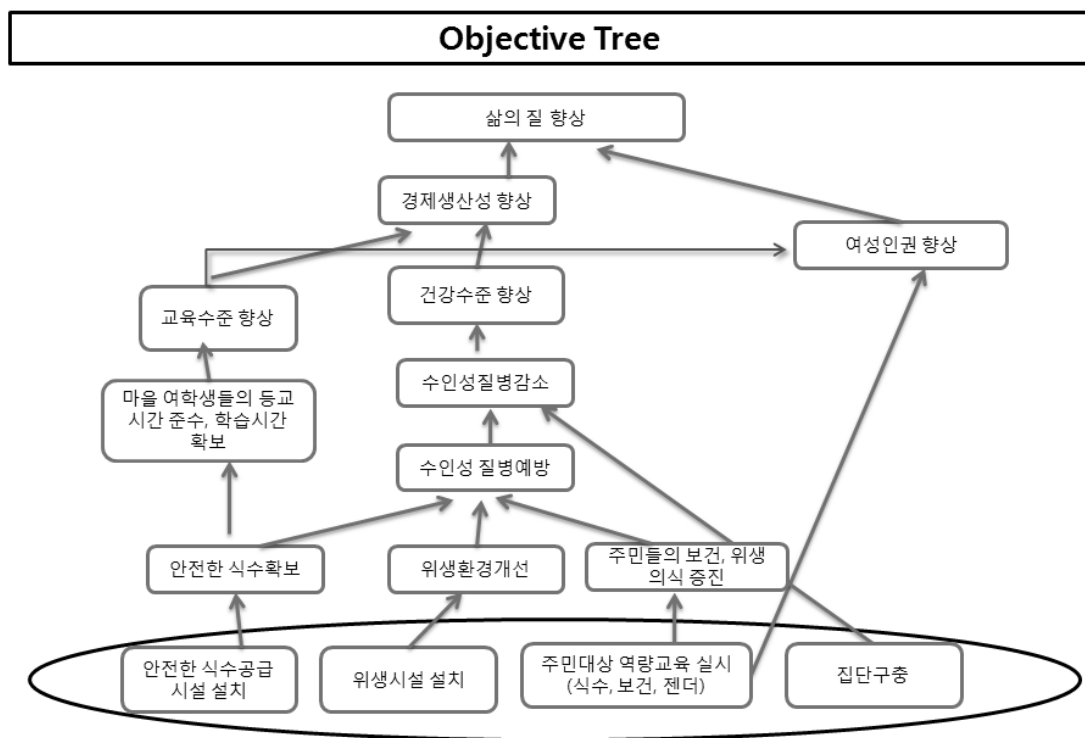 Objective Tree
삶의 질 향상
경제생산성 향상
여성인권 향상
교육수준 향상
건강수준 향상
마을 여학생들의 등교
시간 준수, 학습시간
확보
수인성질병감소
수인성 질병예방
안전한 식수확보
위생환경개선
주민들의 보건, 위생
의식 증진
안전한 식수공급
시설 설치
위생시설 설치
주민대상 역량교육 실시
(식수, 보건, 젠더)
집단구충